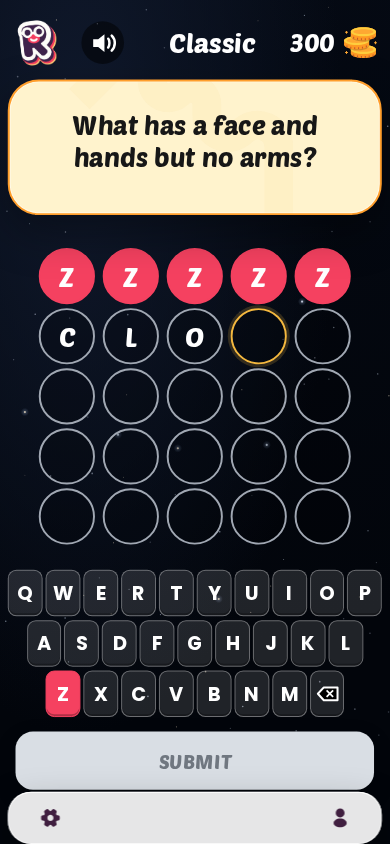 R
Classic
300
What has a face and
hands but no arms?
Z Z Z Z Z
C L O
Q W E R T Y U I O P
A S D F G H J K L
Z X C V B N M
SUBMIT